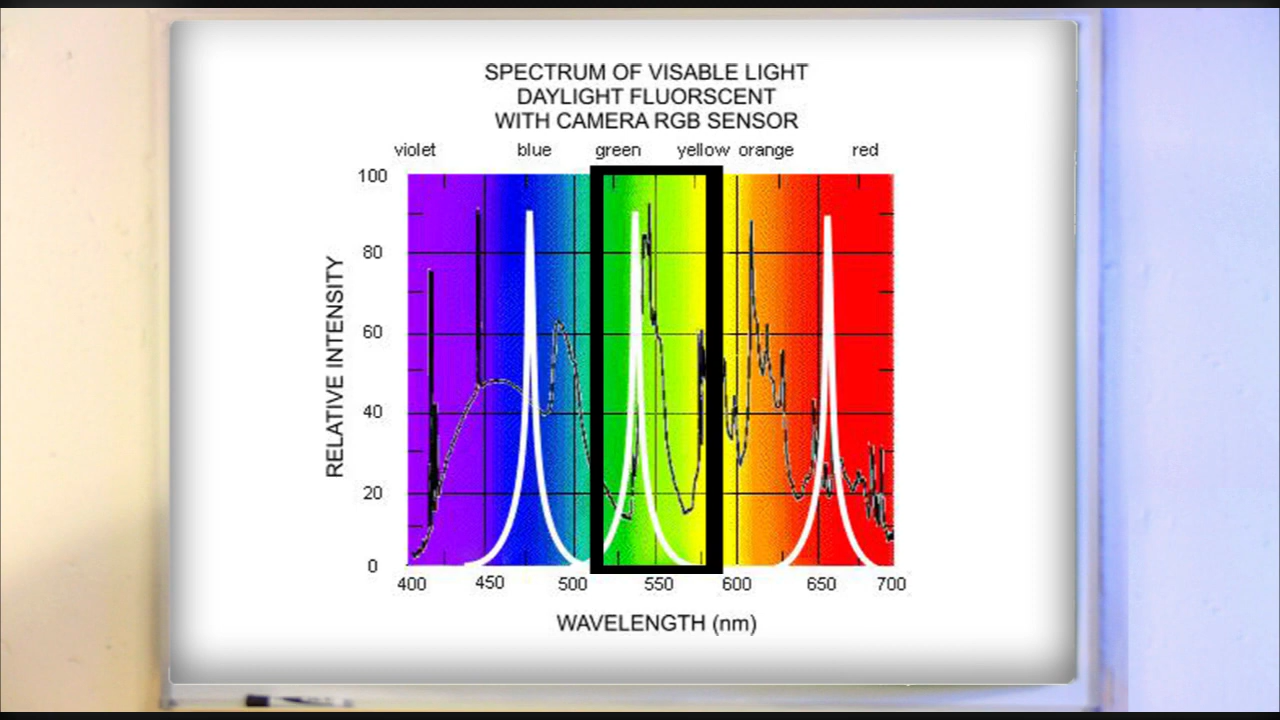 SPECTRUM OF VISABLE LIGHT
DAYLIGHT FLUORSCENT
WITH CAMERA RGB SENSOR
violet blue green yellow orange red
100
80
60
40
20
0
RELATIVE INTENSITY
400 450 500 550 600 650 700
WAVELENGTH (nm)